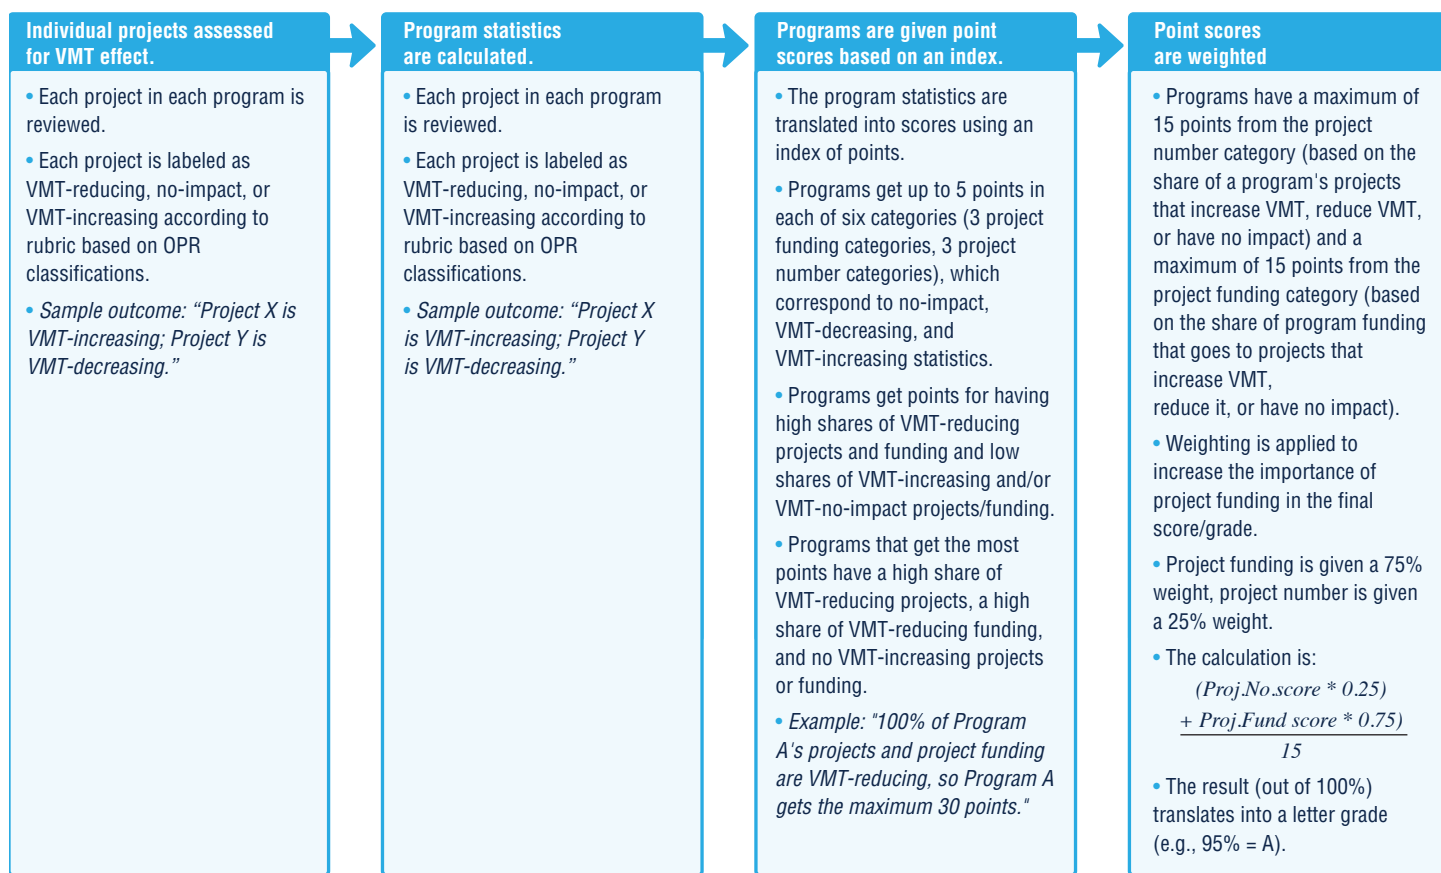 Individual projects assessed
for VMT effect.
• Each project in each program is
reviewed.
• Each project is labeled as
VMT-reducing, no-impact, or
VMT-increasing according to
rubric based on OPR
classifications.
• Sample outcome: “Project X is
VMT-increasing; Project Y is
VMT-decreasing.”
Program statistics
are calculated.
• Each project in each program
is reviewed.
• Each project is labeled as
VMT-reducing, no-impact, or
VMT-increasing according to
rubric based on OPR
classifications.
• Sample outcome: “Project X
is VMT-increasing; Project Y
is VMT-decreasing.”
Programs are given point
scores based on an index.
• The program statistics are
translated into scores using an
index of points.
• Programs get up to 5 points in
each of six categories (3 project
funding categories, 3 project
number categories), which
correspond to no-impact,
VMT-decreasing, and
VMT-increasing statistics.
• Programs get points for having
high shares of VMT-reducing
projects and funding and low
shares of VMT-increasing and/or
VMT-no-impact projects/funding.
• Programs that get the most
points have a high share of
VMT-reducing projects, a high
share of VMT-reducing funding,
and no VMT-increasing projects
or funding.
• Example: "100% of Program
A's projects and project funding
are VMT-reducing, so Program A
gets the maximum 30 points."
Point scores
are weighted
• Programs have a maximum of
15 points from the project
number category (based on the
share of a program's projects
that increase VMT, reduce VMT,
or have no impact) and a
maximum of 15 points from the
project funding category (based
on the share of program funding
that goes to projects that
increase VMT,
reduce it, or have no impact).
• Weighting is applied to
increase the importance of
project funding in the final
score/grade.
• Project funding is given a 75%
weight, project number is given
a 25% weight.
• The calculation is:
(Proj.No.score * 0.25)
+ Proj.Fund score * 0.75)
15
• The result (out of 100%)
translates into a letter grade
(e.g., 95% = A).